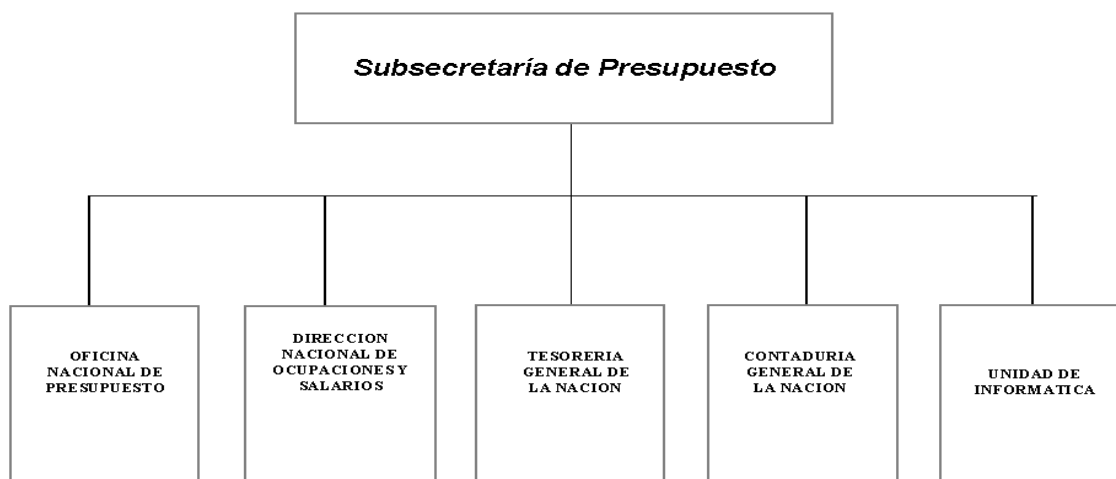 Subsecretaría de Presupuesto
OFICINA
NACIONAL DE
PRESUPUESTO
DIRECCION
NACIONAL DE
OCUPACIONES Y
SALARIOS
TESORERIA
GENERAL DE
LA NACION
CONTADURIA
GENERAL DE
LA NACION
UNIDAD DE
INFORMATICA